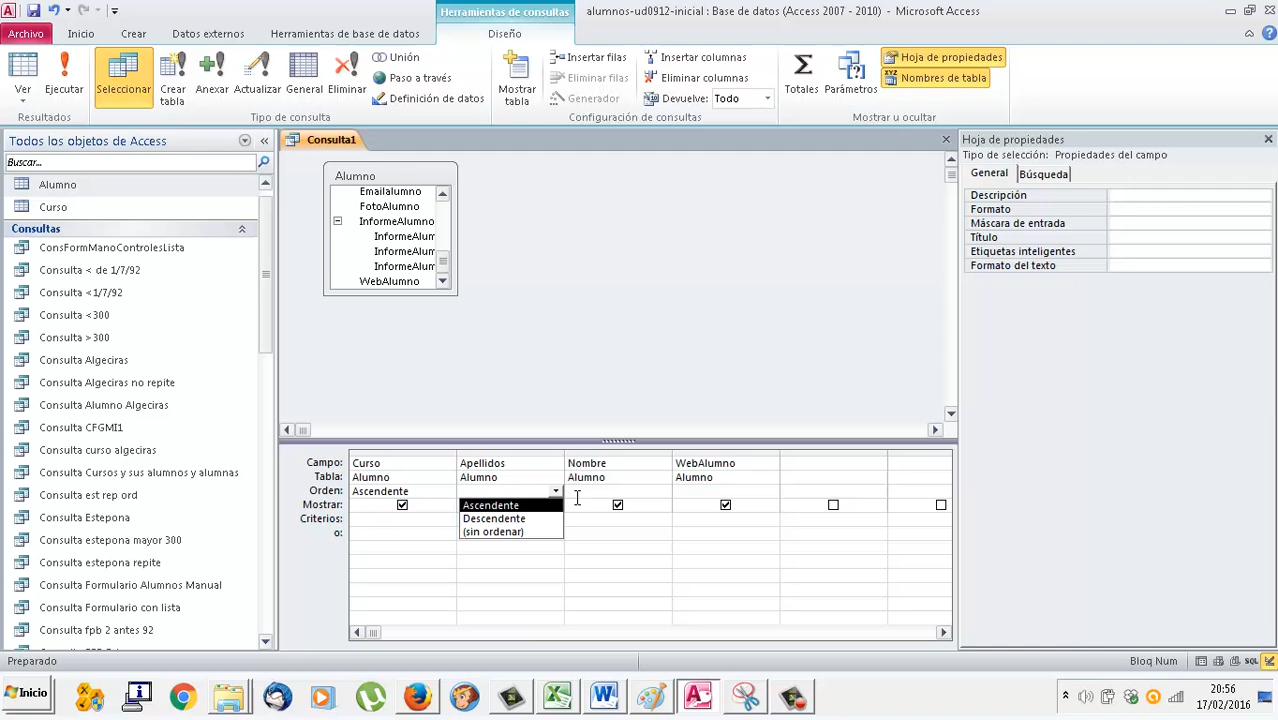 Herramientas de consultas
alumnos-ud0912-inicial : Base de datos (Access 2007 - 2010) - Microsoft Access
Archivo Inicio Crear Datos externos Herramientas de base de datos Diseño
Ver
Ejecutar
Resultados
Seleccionar
Crear tabla
Anexar
Actualizar
General
Eliminar
Unión
Paso a través
Definición de datos
Tipo de consulta
Mostrar tabla
Insertar filas
Eliminar filas
Generador
Insertar columnas
Eliminar columnas
Devuelve: Todo
Configuración de consultas
Totales
Parámetros
Hoja de propiedades
Nombres de tabla
Mostrar u ocultar
Todos los objetos de Access
Buscar...
Alumno
Curso
Consultas
ConsFormManoControlesLista
Consulta < de 1/7/92
Consulta <1/7/92
Consulta <300
Consulta >300
Consulta Algeciras
Consulta Algeciras no repite
Consulta Alumno Algeciras
Consulta CFGMI1
Consulta curso algeciras
Consulta Cursos y sus alumnos y alumnas
Consulta est rep ord
Consulta Estepona
Consulta estepona mayor 300
Consulta estepona repite
Consulta Formulario Alumnos Manual
Consulta Formulario con lista
Consulta fpb 2 antes 92
Consulta1
Alumno
Emailalumno
FotoAlumno
InformeAlumno
InformeAlum
InformeAlum
InformeAlum
WebAlumno
Campo: Curso Apellidos Nombre WebAlumno
Tabla: Alumno Alumno Alumno Alumno
Orden: Ascendente
Mostrar:
Criterios:
o:
Ascendente
Descendente
(sin ordenar)
Hoja de propiedades
Tipo de selección: Propiedades del campo
General Búsqueda
Descripción
Formato
Máscara de entrada
Título
Etiquetas inteligentes
Formato del texto
Preparado
Bloq Num
SQL
Inicio
20:56
17/02/2016